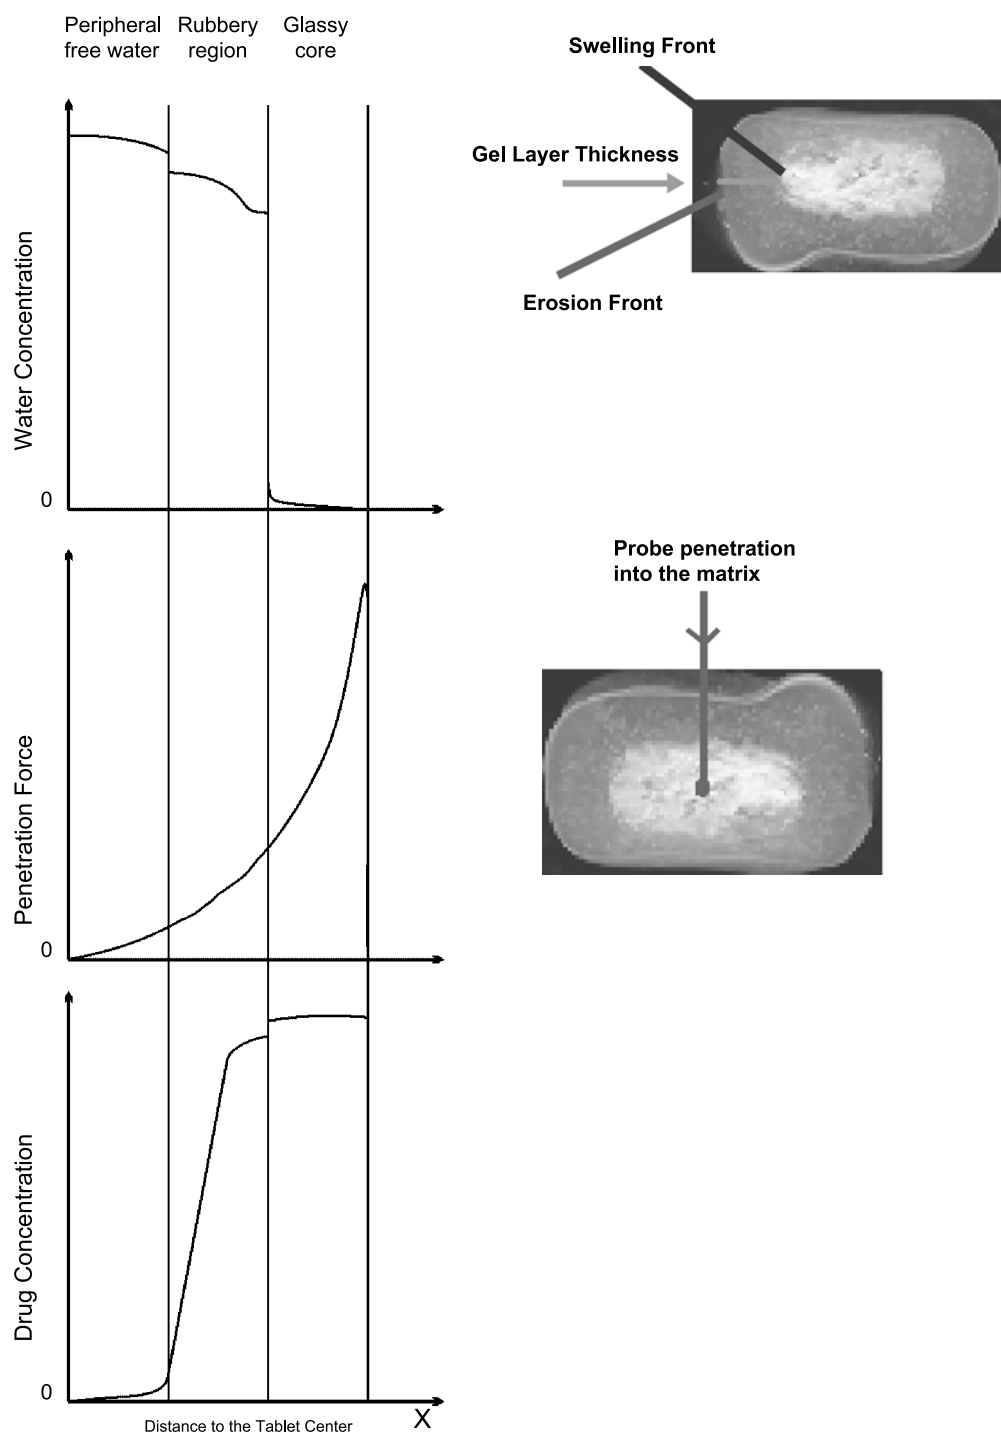 Peripheral
free water
Rubbery
region
Glassy
core
Swelling Front
Gel Layer Thickness
Erosion Front
Water Concentration
0
Probe penetration
into the matrix
Penetration Force
0
Drug Concentration
0
Distance to the Tablet Center
X